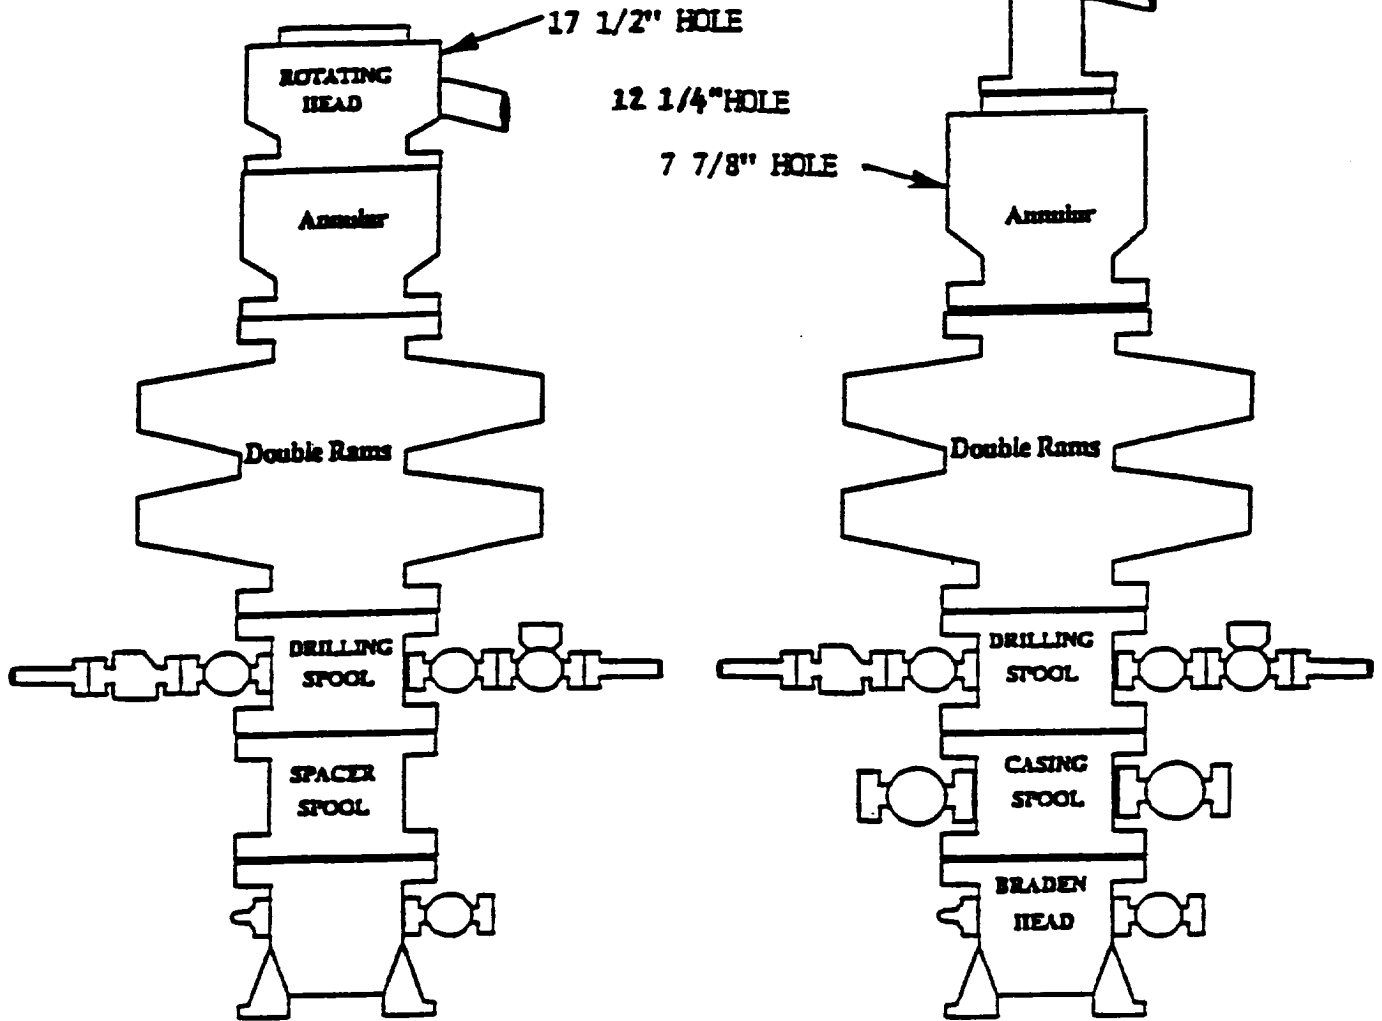 17 1/2" HOLE
12 1/4" HOLE
7 7/8" HOLE
ROTATING
HEAD
Annular
Double Rams
DRILLING
SPOOL
SPACER
SPOOL
Annular
Double Rams
DRILLING
SPOOL
CASING
SPOOL
BRADEN
HEAD